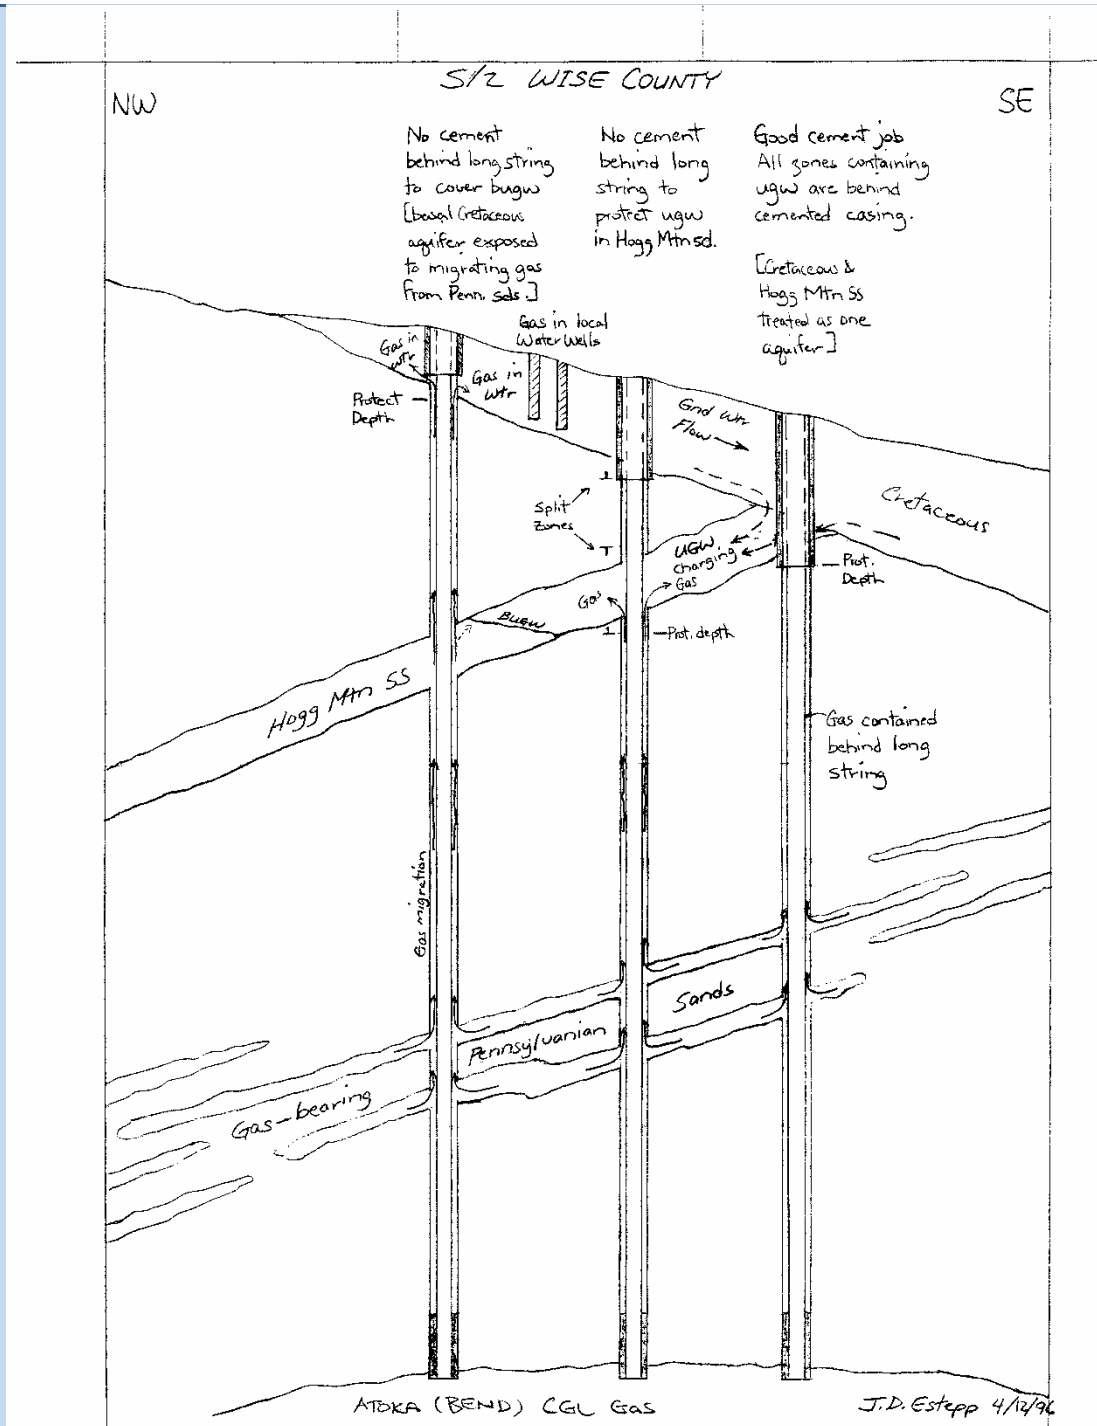 S/2 WISE COUNTY
NW
SE
No cement
behind long string
to cover bugw
[basal Cretaceous
aquifer exposed
to migrating gas
from Penn. sds.]
No cement
behind long
string to
protect ugw
in Hogg Mtn sd.
Good cement job
All zones containing
ugw are behind
cemented casing.
[Cretaceous &
Hogg Mtn SS
treated as one
aquifer]
Gas in local
Water Wells
Gas in
wtr
Gas in
wtr
Protect
Depth
Gnd Wtr
Flow
Cretaceous
Split
Zones
UGW
charging
Gas
Gas
Prot.
Depth
BUGW
Prot. depth
Hogg Mtn SS
Gas contained
behind long
string
Gas migration
Sands
Pennsylvanian
Gas-bearing
ATOKA (BEND) CGL Gas
J.D. Estepp 4/12/96